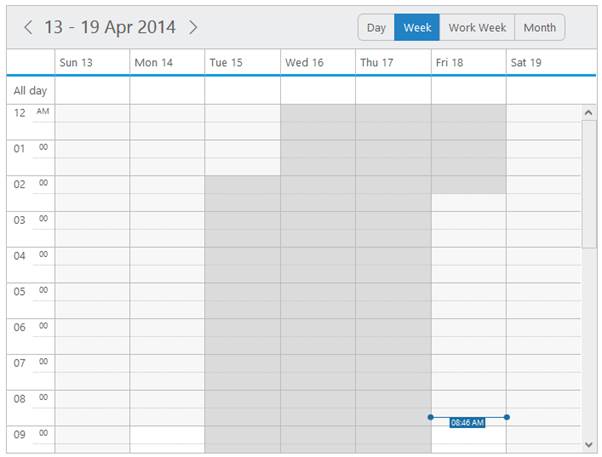 13 - 19 Apr 2014
Day Week Work Week Month
Sun 13 Mon 14 Tue 15 Wed 16 Thu 17 Fri 18 Sat 19
All day
12 AM
01 00
02 00
03 00
04 00
05 00
06 00
07 00
08 00
08:46 AM
09 00